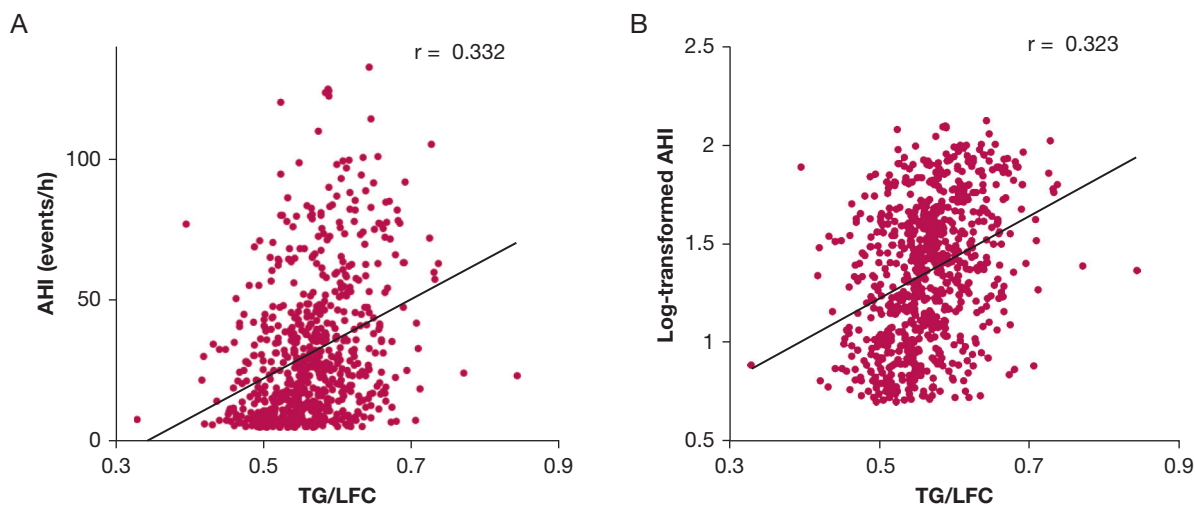 A
r = 0.332
AHI (events/h)
100
50
0
0.3 0.5 0.7 0.9
TG/LFC
B
r = 0.323
Log-transformed AHI
2.5
2
1.5
1
0.5
0.3 0.5 0.7 0.9
TG/LFC